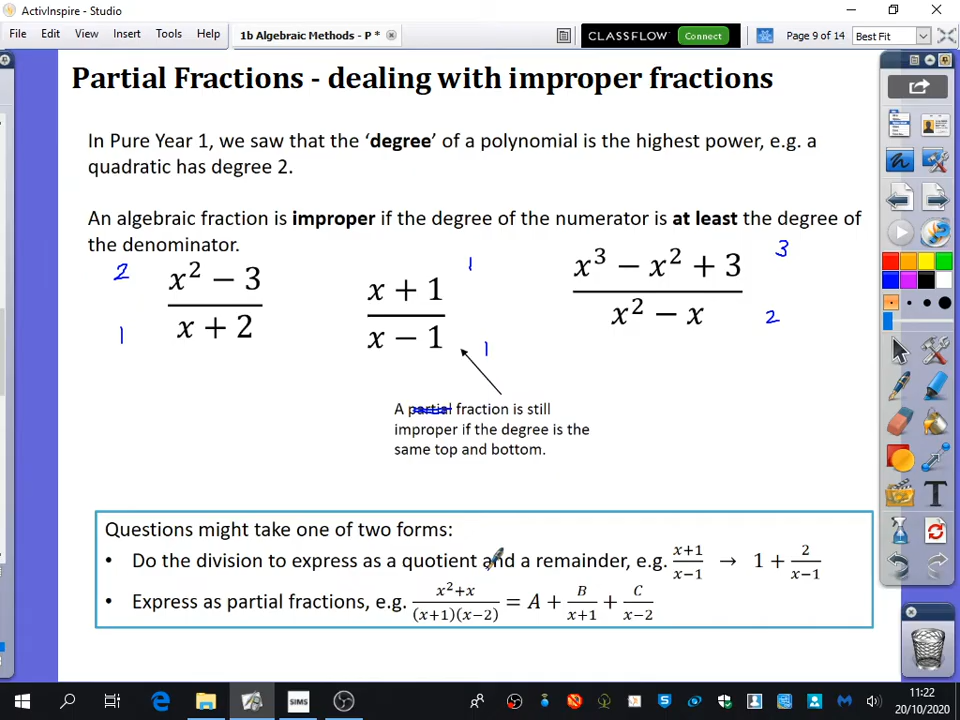 ActivInspire - Studio
File Edit View Insert Tools Help
1b Algebraic Methods - P *
CLASSFLOW Connect
Page 9 of 14
Best Fit
Partial Fractions - dealing with improper fractions
In Pure Year 1, we saw that the ‘degree’ of a polynomial is the highest power, e.g. a
quadratic has degree 2.
An algebraic fraction is improper if the degree of the numerator is at least the degree of
the denominator.
2 x² − 3
1 x + 2
x + 1 1
x − 1 1
x³ − x² + 3 3
x² − x 2
A partial fraction is still
improper if the degree is the
same top and bottom.
Questions might take one of two forms:
• Do the division to express as a quotient and a remainder, e.g. x+1/x−1 → 1 + 2/x−1
• Express as partial fractions, e.g. x²+x/(x+1)(x−2) = A + B/x+1 + C/x−2
SIMS
11:22
20/10/2020